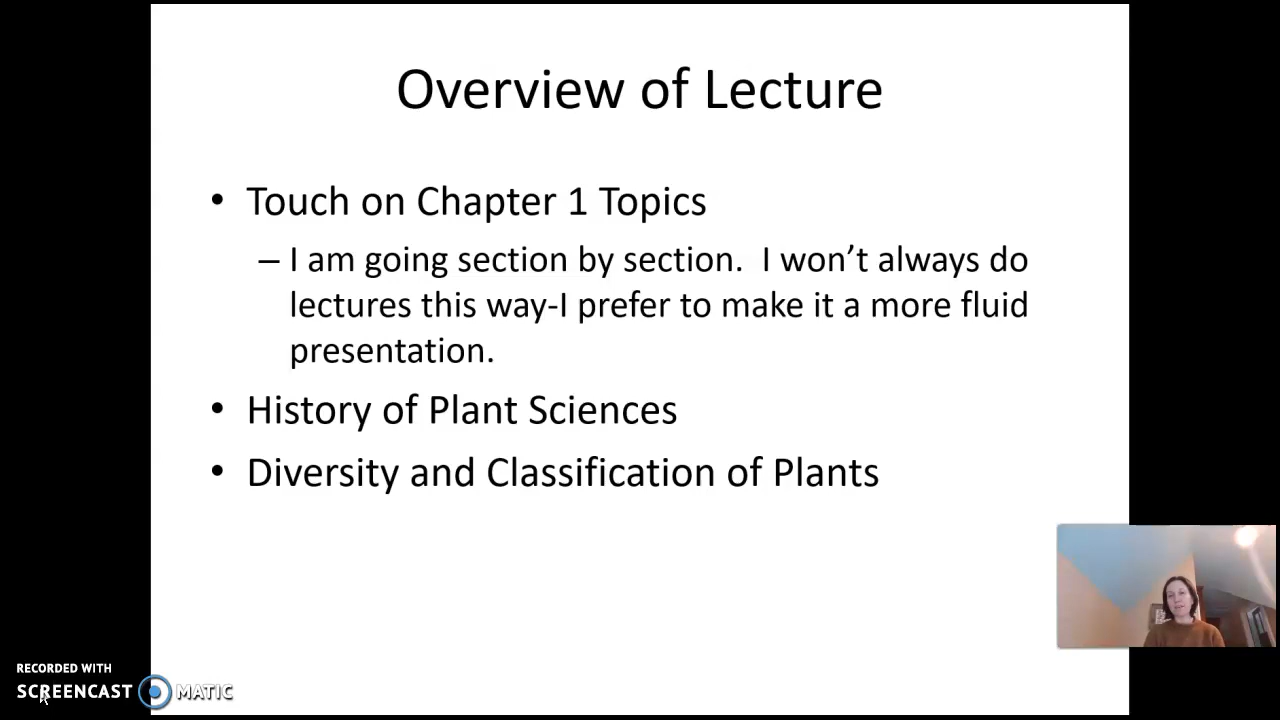 Overview of Lecture
• Touch on Chapter 1 Topics
– I am going section by section.  I won’t always do
lectures this way-I prefer to make it a more fluid
presentation.
• History of Plant Sciences
• Diversity and Classification of Plants
RECORDED WITH
SCREENCAST MATIC